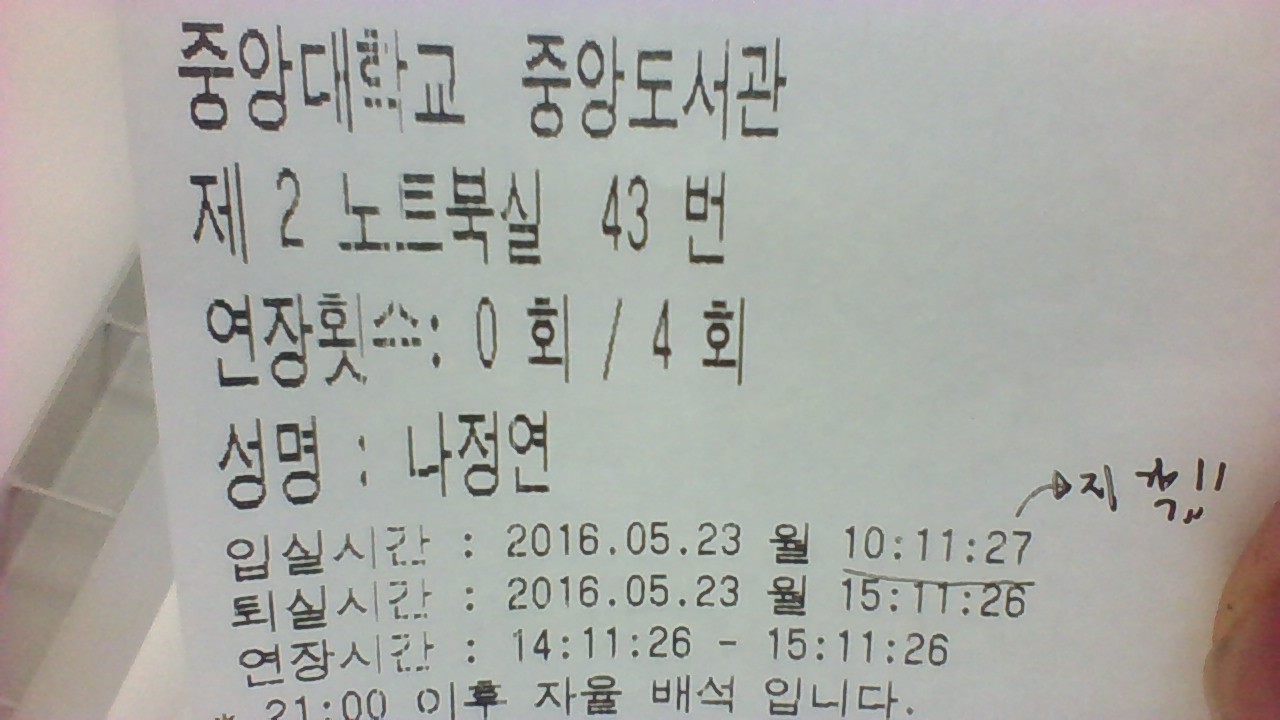 중앙대학교 중앙도서관
제 2 노트북실 43 번
연장횟수: 0 회 / 4 회
성명 : 나정연
지각!!
입실시간 : 2016.05.23 월 10:11:27
퇴실시간 : 2016.05.23 월 15:11:26
연장시간 : 14:11:26 - 15:11:26
* 21:00 이후 자율 배석 입니다.